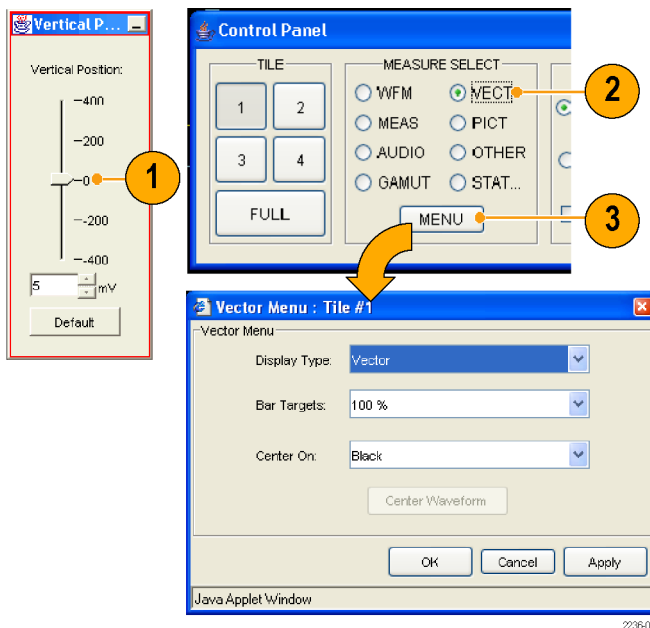 Vertical P...
Vertical Position:
-400
-200
-0
--200
--400
5 mV
Default
1
Control Panel
TILE
1 2
3 4
FULL
MEASURE SELECT
WFM VECT
MEAS PICT
AUDIO OTHER
GAMUT STAT...
MENU
2
3
Vector Menu : Tile #1
Vector Menu
Display Type: Vector
Bar Targets: 100 %
Center On: Black
Center Waveform
OK Cancel Apply
Java Applet Window